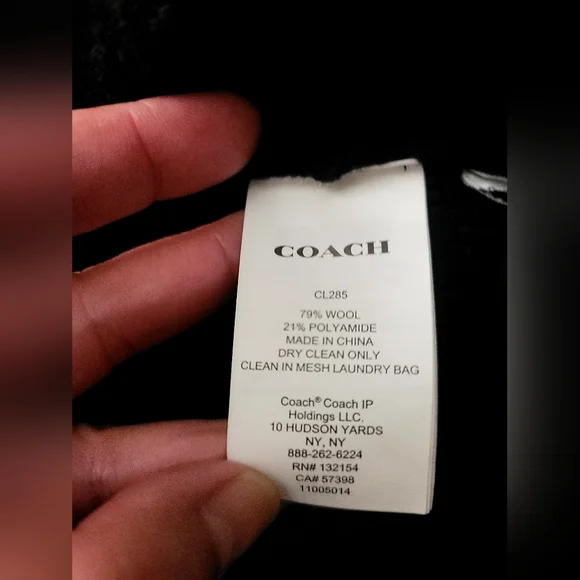 COACH
CL285
79% WOOL
21% POLYAMIDE
MADE IN CHINA
DRY CLEAN ONLY
CLEAN IN MESH LAUNDRY BAG
Coach® Coach IP
Holdings LLC.
10 HUDSON YARDS
NY, NY
888-262-6224
RN# 132154
CA# 57398
11005014